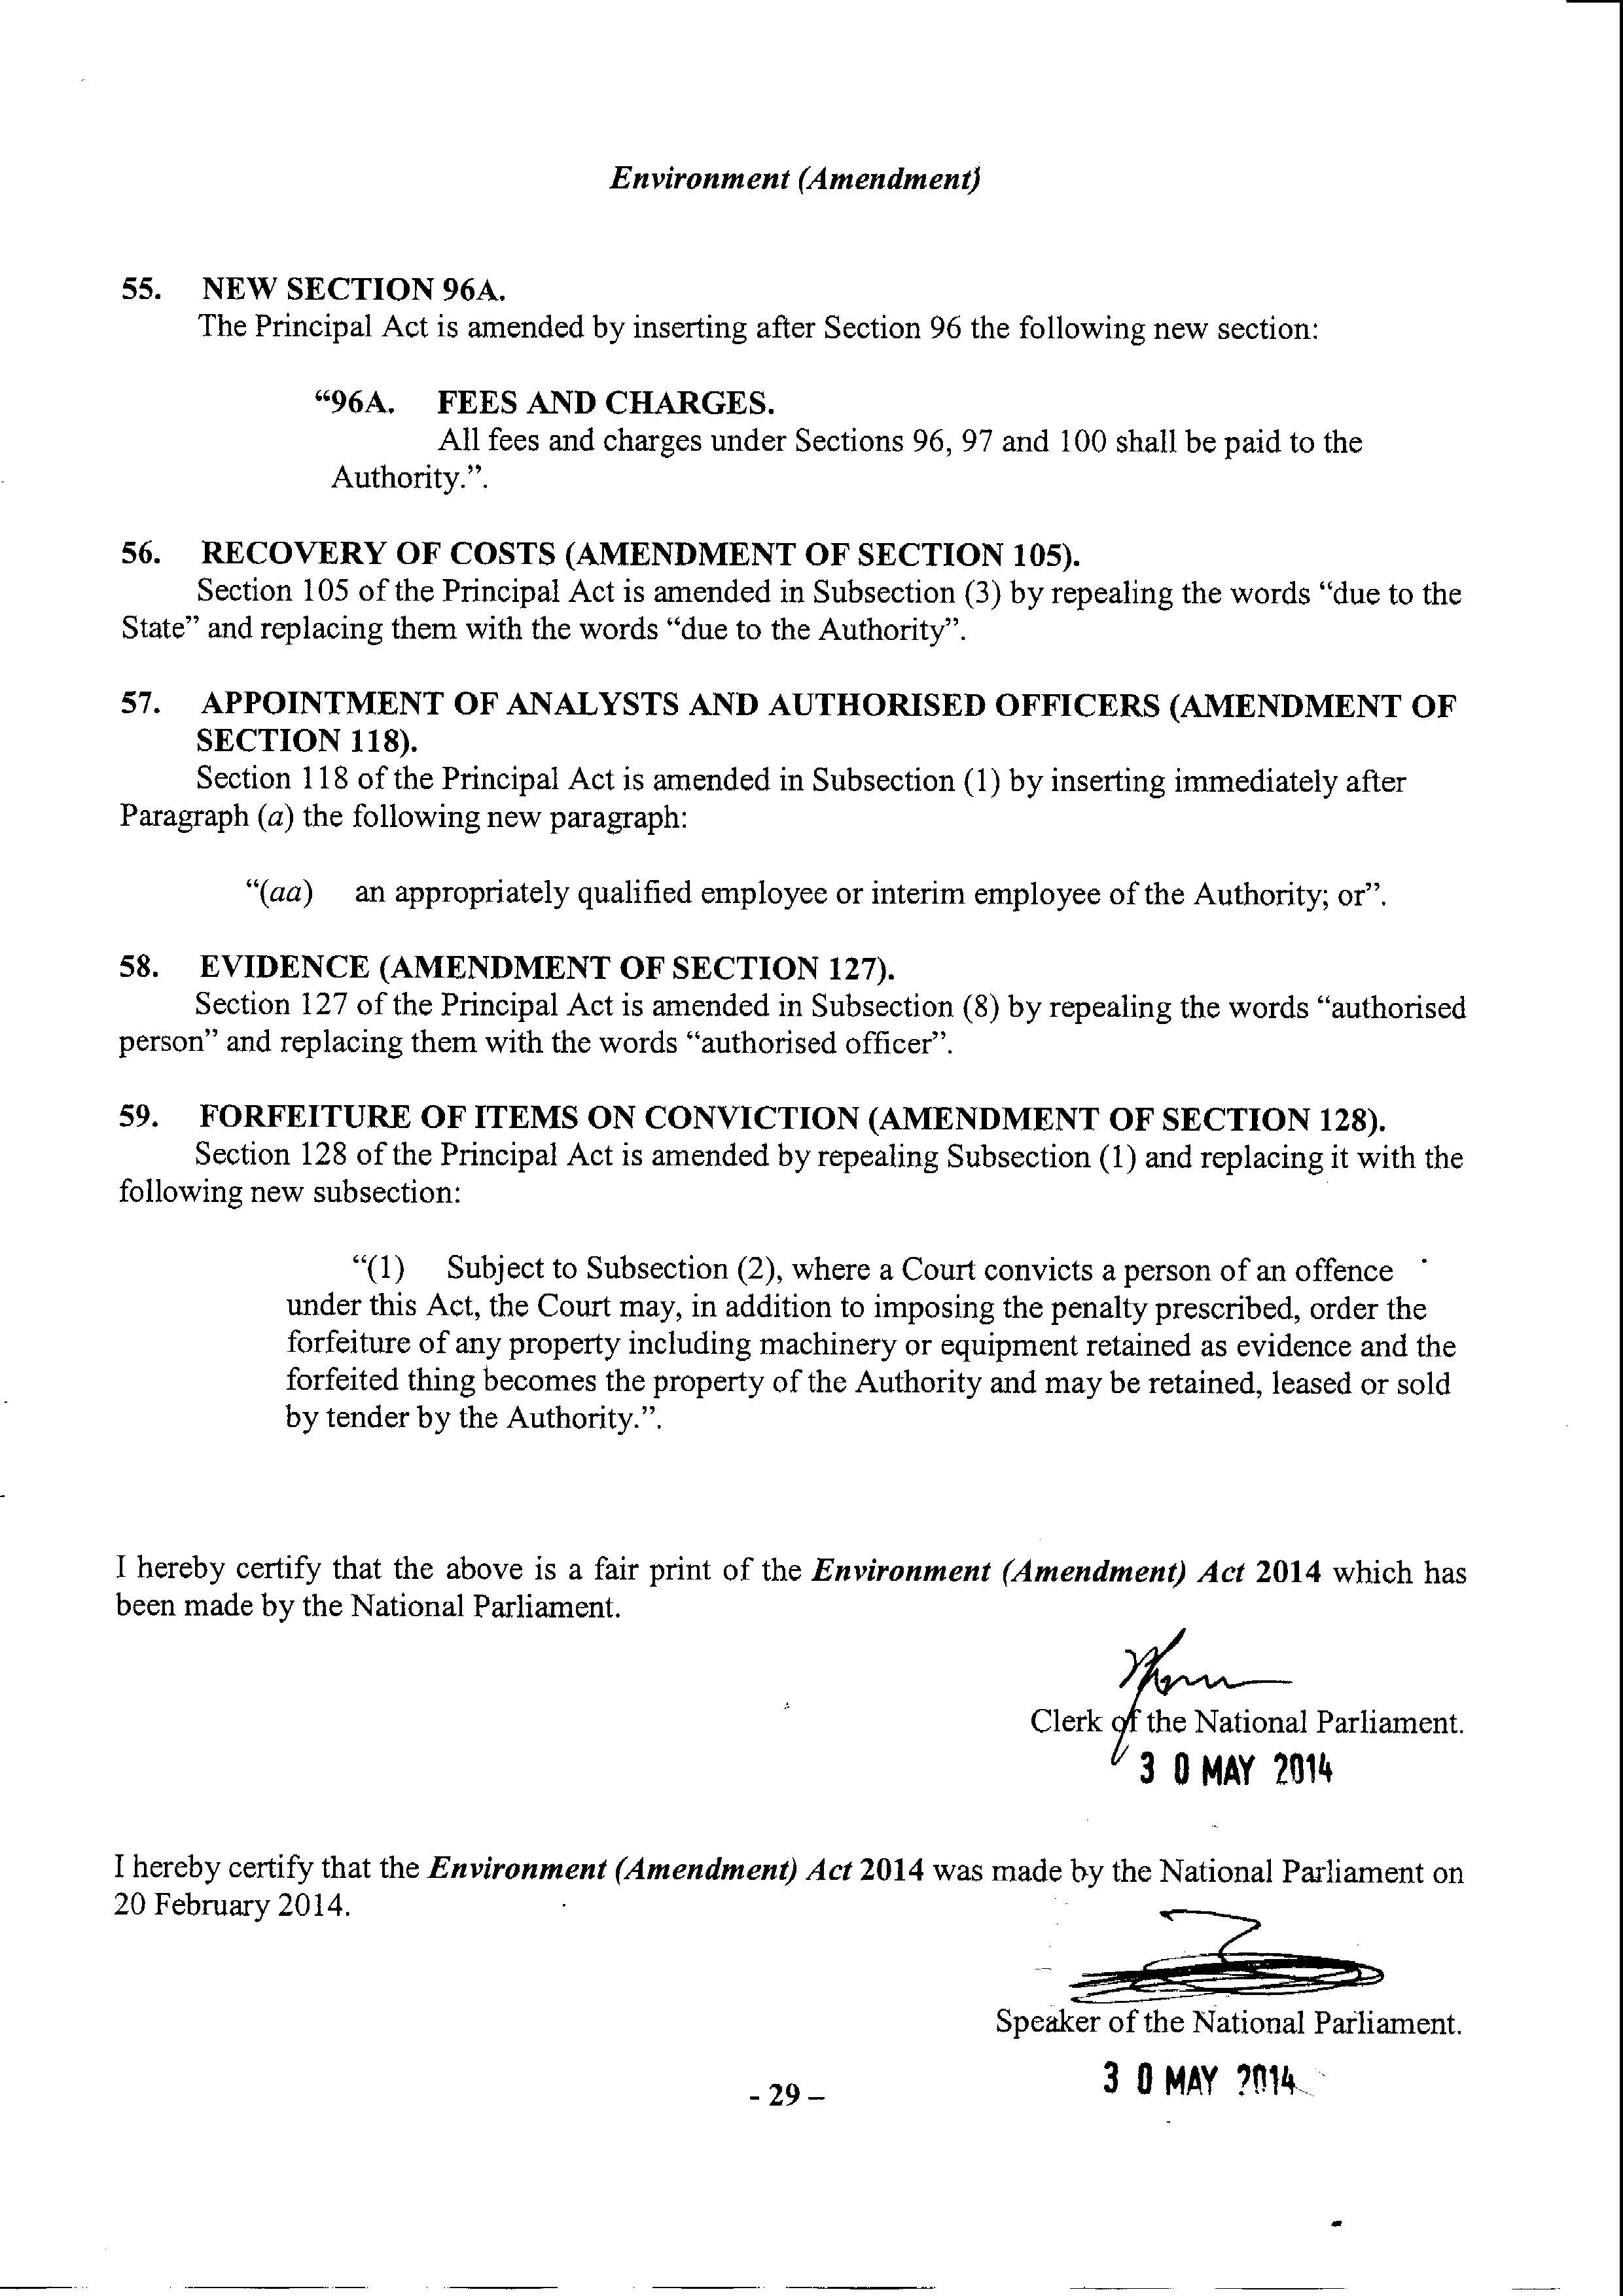 Environment (Amendment)
55. NEW SECTION 96A.
The Principal Act is amended by inserting after Section 96 the following new section:
“96A. FEES AND CHARGES.
All fees and charges under Sections 96, 97 and 100 shall be paid to the
Authority.”.
56. RECOVERY OF COSTS (AMENDMENT OF SECTION 105).
Section 105 of the Principal Act is amended in Subsection (3) by repealing the words “due to the
State” and replacing them with the words “due to the Authority”.
57. APPOINTMENT OF ANALYSTS AND AUTHORISED OFFICERS (AMENDMENT OF
SECTION 118).
Section 118 of the Principal Act is amended in Subsection (1) by inserting immediately after
Paragraph (a) the following new paragraph:
“(aa) an appropriately qualified employee or interim employee of the Authority; or”.
58. EVIDENCE (AMENDMENT OF SECTION 127).
Section 127 of the Principal Act is amended in Subsection (8) by repealing the words “authorised
person” and replacing them with the words “authorised officer”.
59. FORFEITURE OF ITEMS ON CONVICTION (AMENDMENT OF SECTION 128).
Section 128 of the Principal Act is amended by repealing Subsection (1) and replacing it with the
following new subsection:
“(1) Subject to Subsection (2), where a Court convicts a person of an offence
under this Act, the Court may, in addition to imposing the penalty prescribed, order the
forfeiture of any property including machinery or equipment retained as evidence and the
forfeited thing becomes the property of the Authority and may be retained, leased or sold
by tender by the Authority.”.
I hereby certify that the above is a fair print of the Environment (Amendment) Act 2014 which has
been made by the National Parliament.
Clerk of the National Parliament.
3 0 MAY 2014
I hereby certify that the Environment (Amendment) Act 2014 was made by the National Parliament on
20 February 2014.
Speaker of the National Parliament.
3 0 MAY 2014
- 29 –